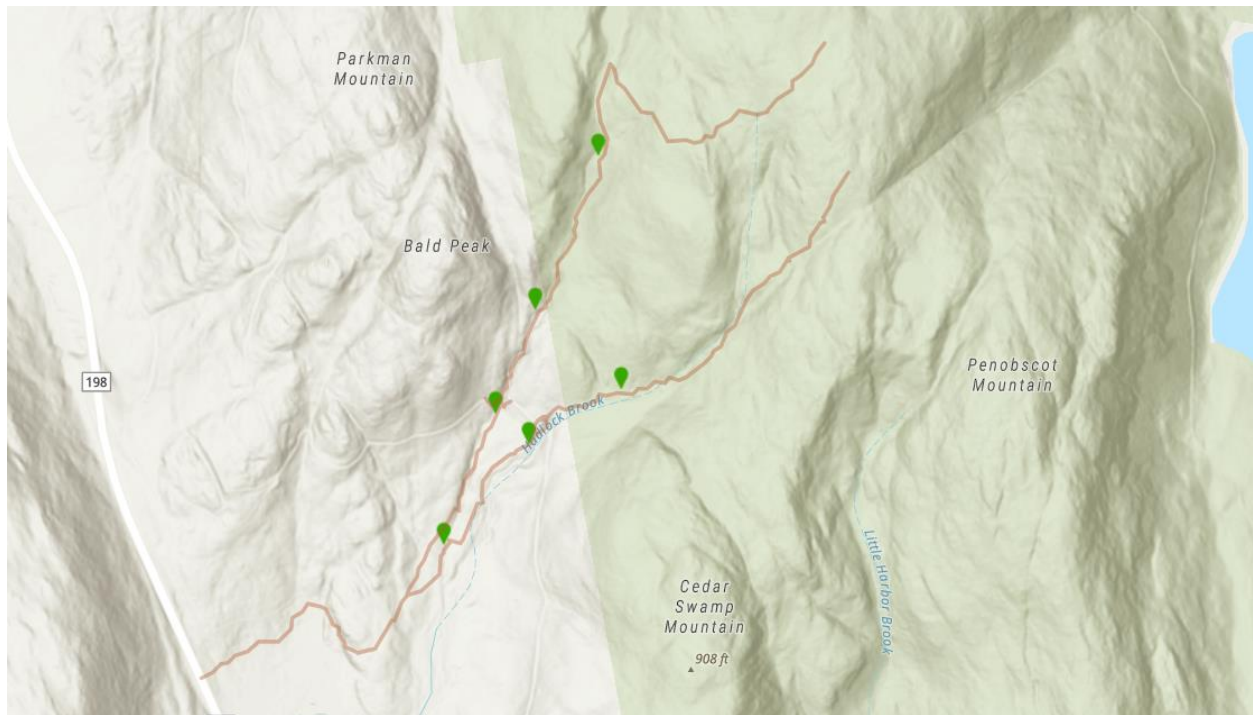 Parkman
Mountain
Bald Peak
198
Penobscot
Mountain
Hadlock Brook
Little Harbor Brook
Cedar
Swamp
Mountain
908 ft